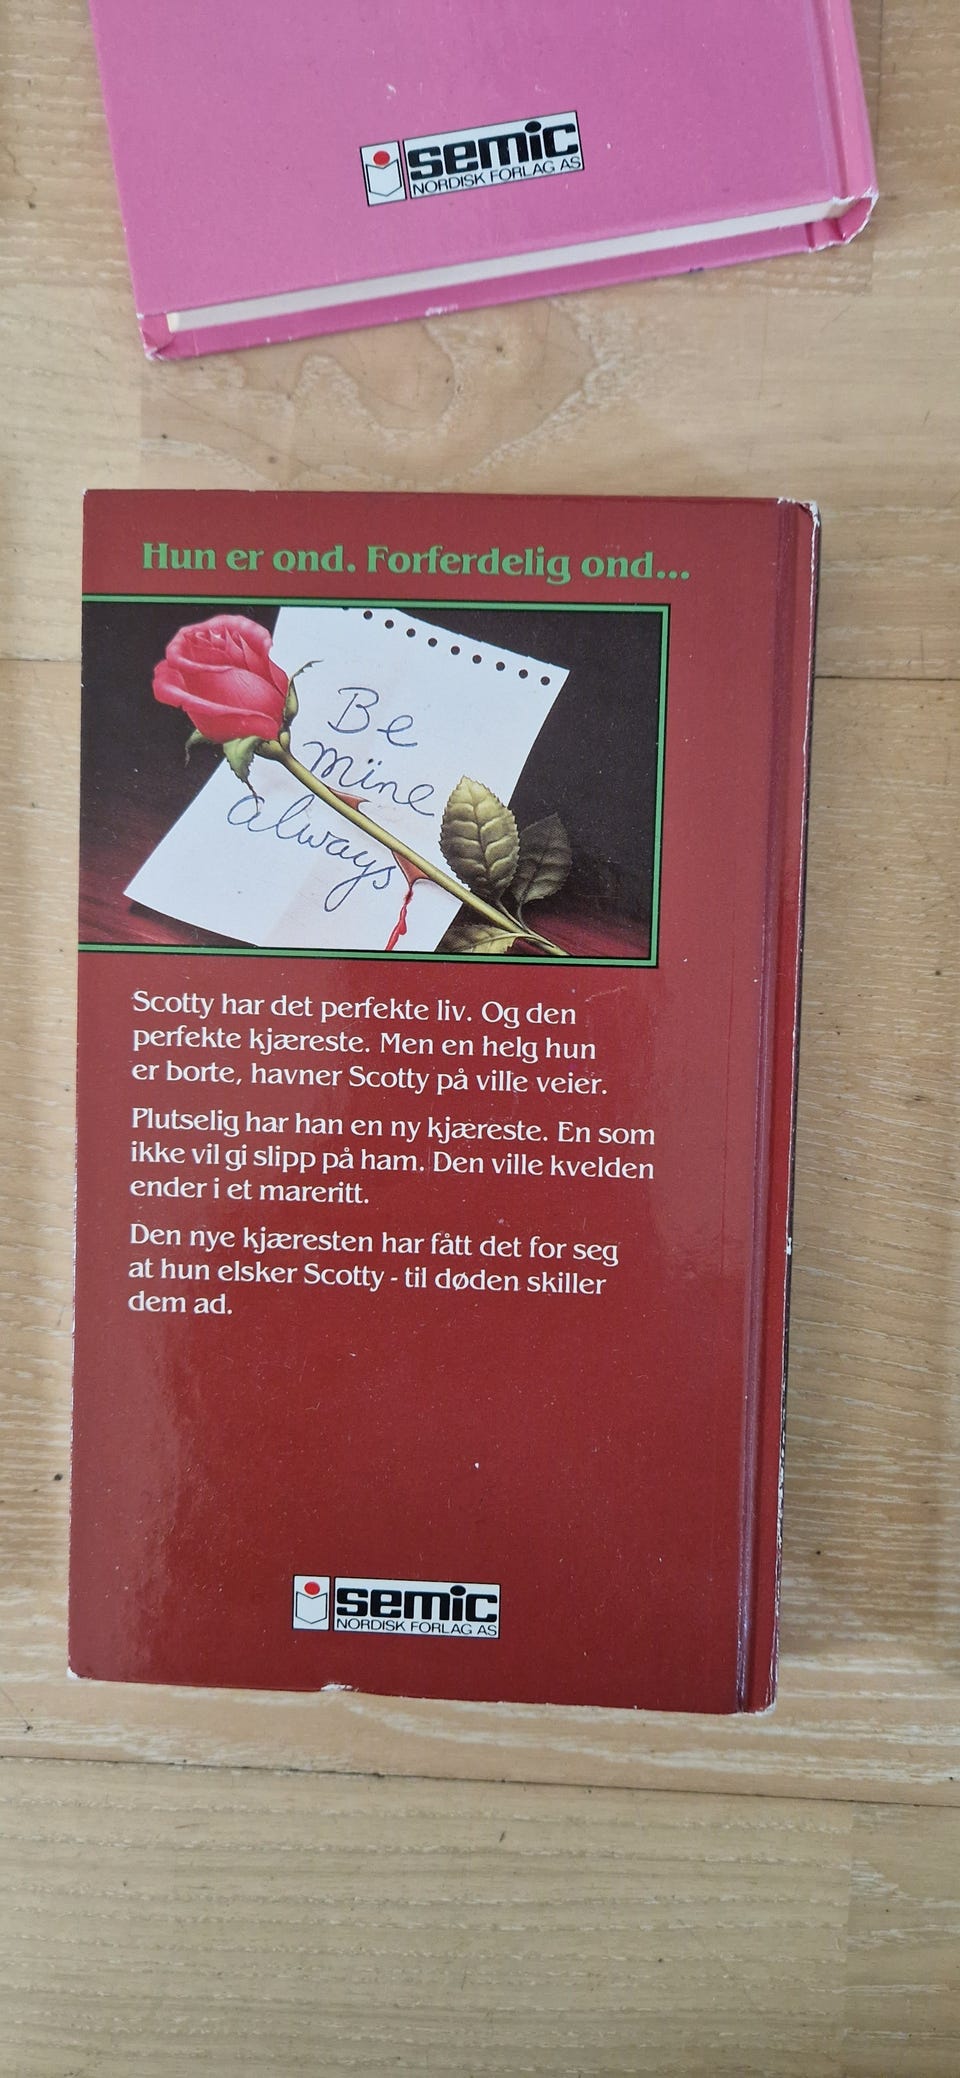 semic
NORDISK FORLAG AS
Hun er ond. Forferdelig ond...
Be
mine
always
Scotty har det perfekte liv. Og den
perfekte kjæreste. Men en helg hun
er borte, havner Scotty på ville veier.
Plutselig har han en ny kjæreste. En som
ikke vil gi slipp på ham. Den ville kvelden
ender i et mareritt.
Den nye kjæresten har fått det for seg
at hun elsker Scotty - til døden skiller
dem ad.
semic
NORDISK FORLAG AS